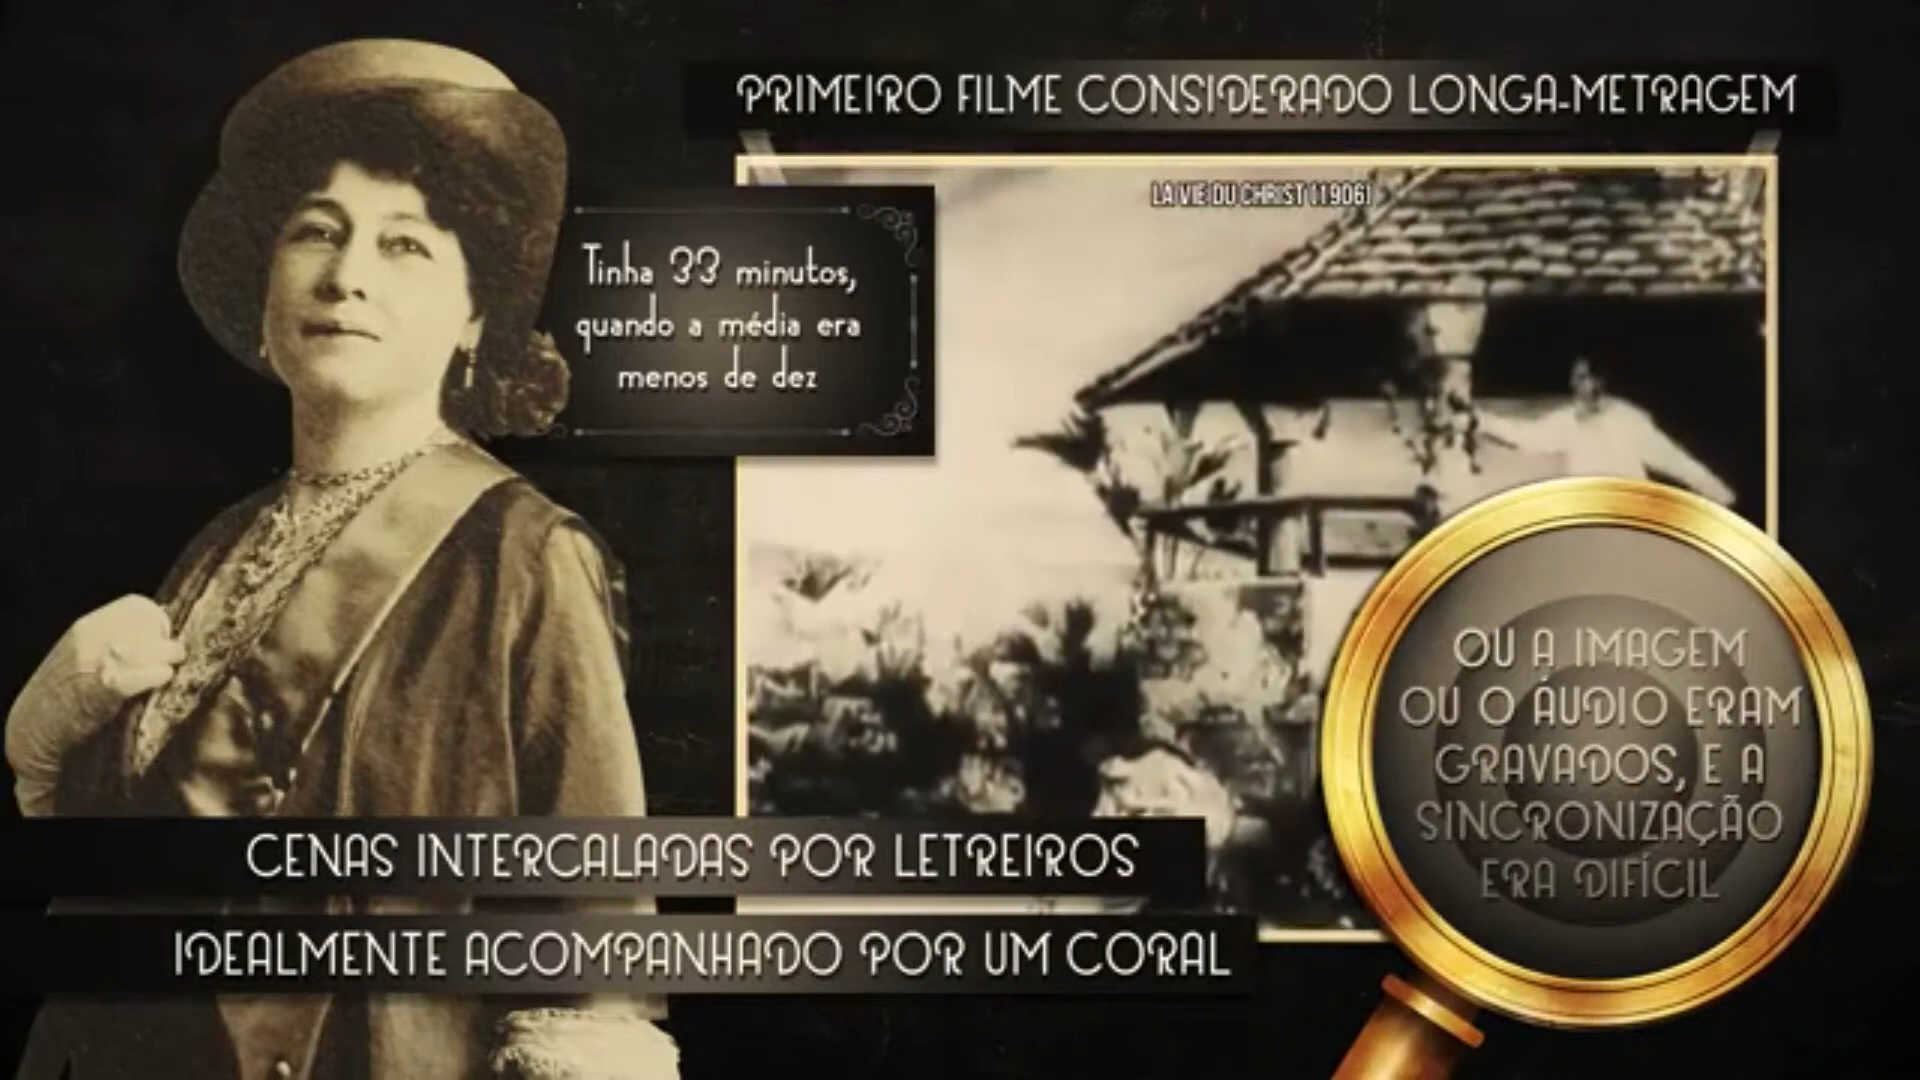 PRIMEIRO FILME CONSIDERADO LONGA-METRAGEM
LA VIE DU CHRIST (1906)
Tinha 33 minutos,
quando a média era
menos de dez
OU A IMAGEM
OU O ÁUDIO ERAM
GRAVADOS, E A
SINCRONIZAÇÃO
ERA DIFÍCIL
CENAS INTERCALADAS POR LETREIROS
IDEALMENTE ACOMPANHADO POR UM CORAL